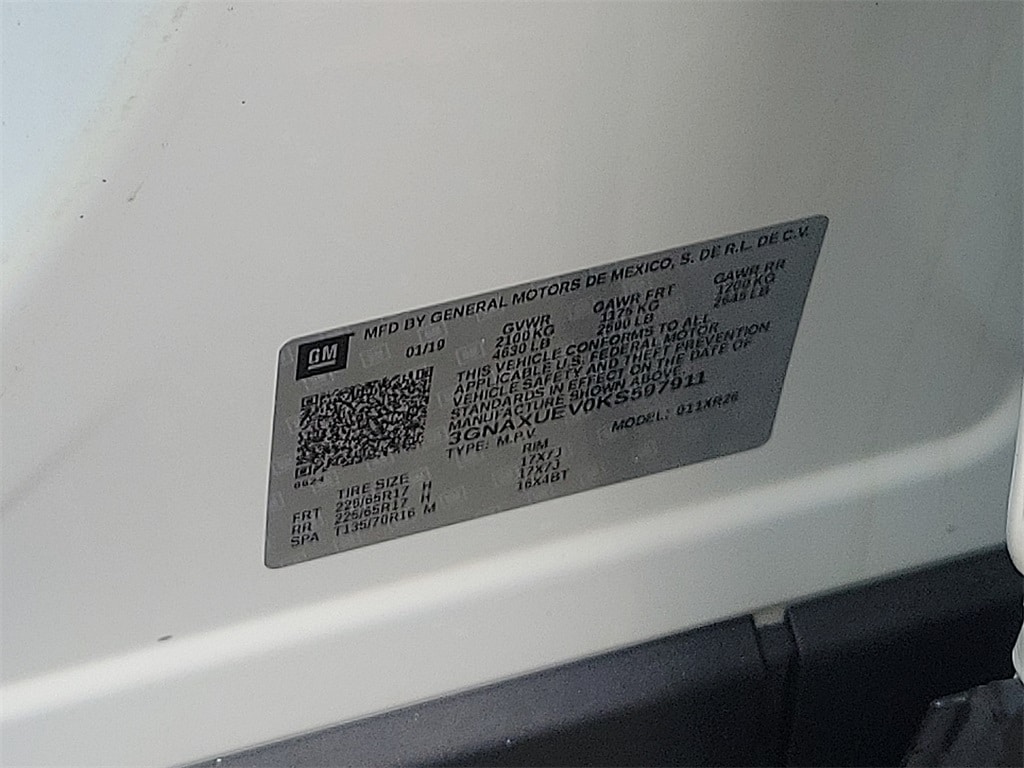 GM
MFD BY GENERAL MOTORS DE MEXICO, S. DE R.L. DE C.V.
01/19
GVWR GAWR FRT GAWR RR
2100 KG 1175 KG 1200 KG
4630 LB 2590 LB 2645 LB
THIS VEHICLE CONFORMS TO ALL
APPLICABLE U.S. FEDERAL MOTOR
VEHICLE SAFETY AND THEFT PREVENTION
STANDARDS IN EFFECT ON THE DATE OF
MANUFACTURE SHOWN ABOVE.
3GNAXUEV0KS597911
TYPE: M.P.V. MODEL: 011XR26
0624
TIRE SIZE RIM
FRT 225/65R17 H 17X7J
RR 225/65R17 H 17X7J
SPA T135/70R16 M 16X4BT